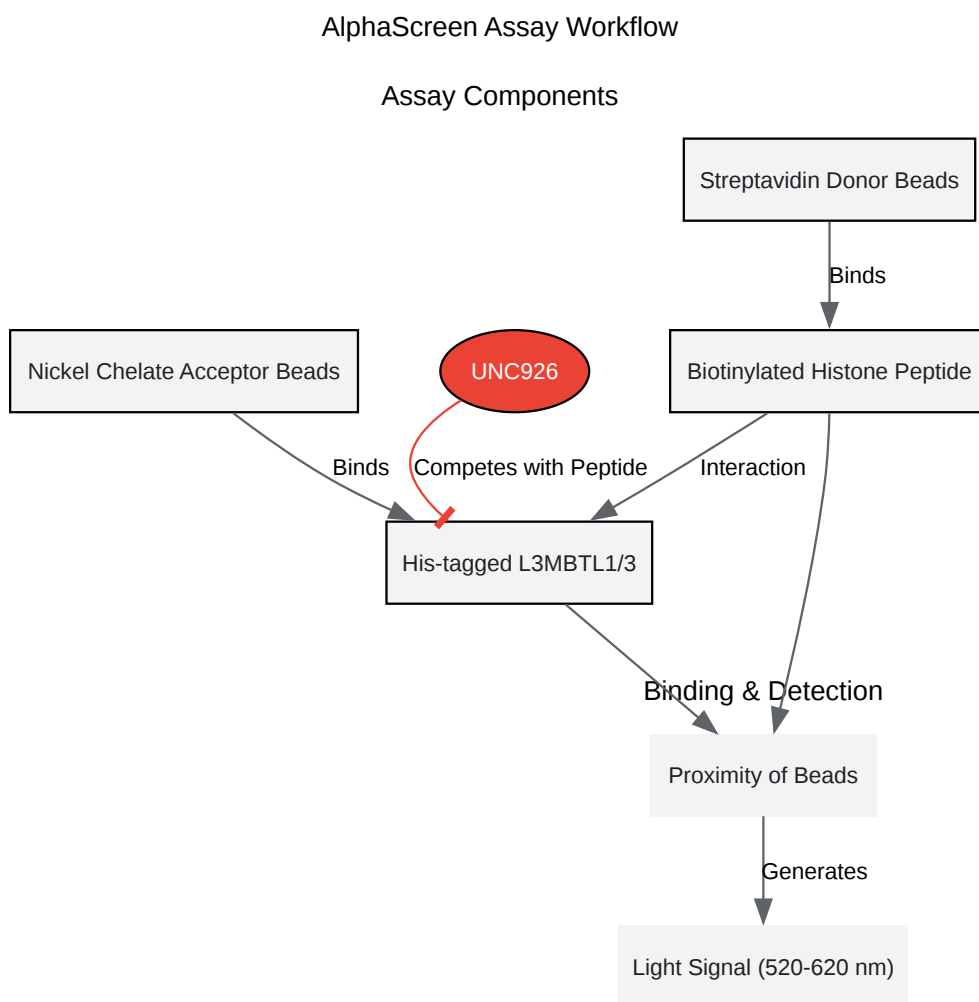 AlphaScreen Assay Workflow
Assay Components
Streptavidin Donor Beads
Binds
Nickel Chelate Acceptor Beads
UNC926
Biotinylated Histone Peptide
Binds
Competes with Peptide
Interaction
His-tagged L3MBTL1/3
Binding & Detection
Proximity of Beads
Generates
Light Signal (520-620 nm)